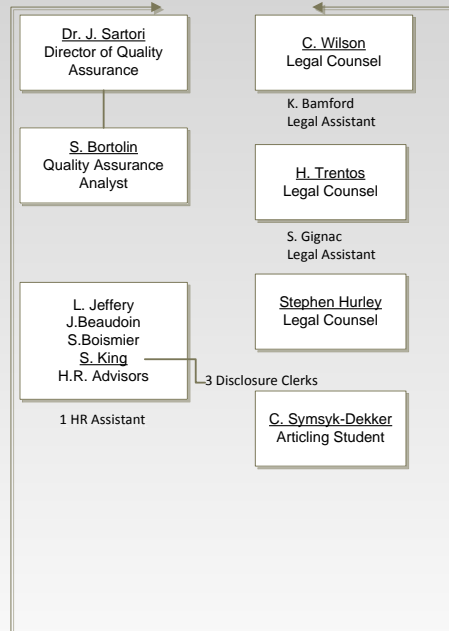 Dr. J. Sartori
Director of Quality
Assurance
S. Bortolin
Quality Assurance
Analyst
L. Jeffery
J.Beaudoin
S.Boismier
S. King
H.R. Advisors
1 HR Assistant
3 Disclosure Clerks
C. Wilson
Legal Counsel
K. Bamford
Legal Assistant
H. Trentos
Legal Counsel
S. Gignac
Legal Assistant
Stephen Hurley
Legal Counsel
C. Symsyk-Dekker
Articling Student